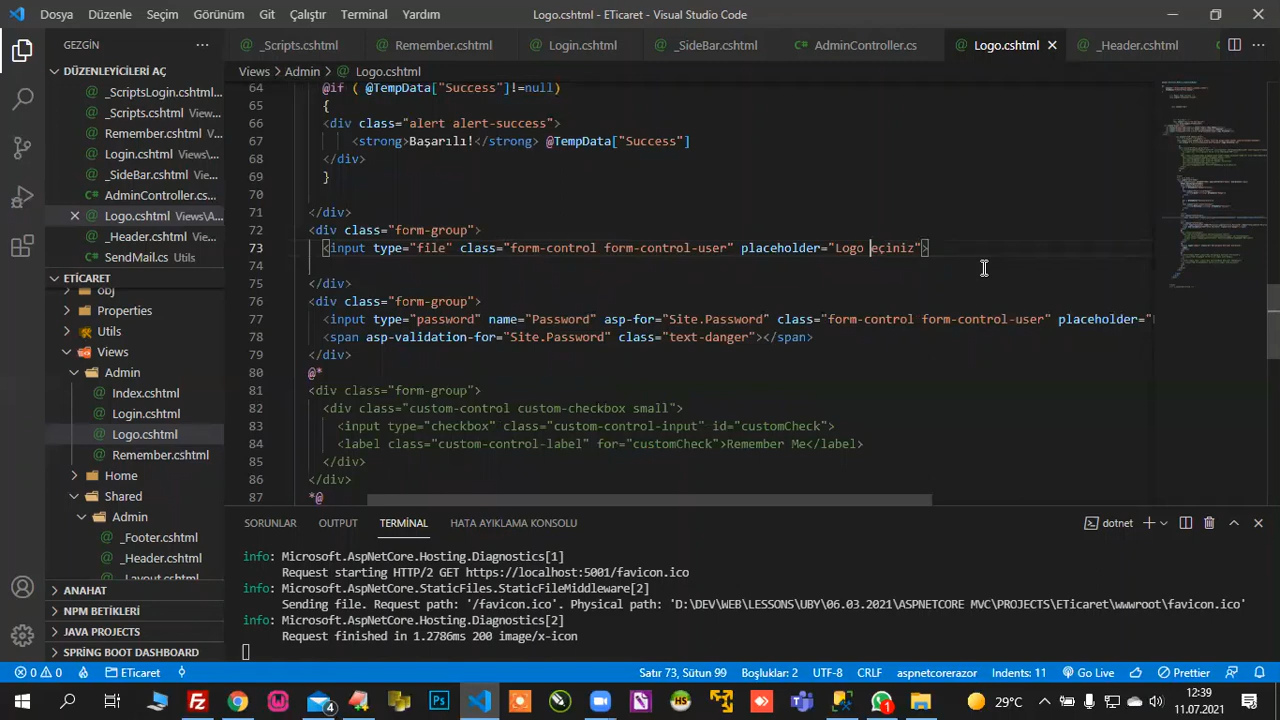 Dosya Düzenle Seçim Görünüm Git Çalıştır Terminal Yardım Logo.cshtml - ETicaret - Visual Studio Code
GEZGİN
_Scripts.cshtml Remember.cshtml Login.cshtml _SideBar.cshtml AdminController.cs Logo.cshtml _Header.cshtml
DÜZENLEYİCİLERİ AÇ
_ScriptsLogin.cshtml...
_Scripts.cshtml Views...
Remember.cshtml Vi...
Login.cshtml Views\...
_SideBar.cshtml View...
AdminController.cs...
Logo.cshtml Views\A...
_Header.cshtml View...
SendMail.cs Utils
ETICARET
obj
Properties
Utils
Views
Admin
Index.cshtml
Login.cshtml
Logo.cshtml
Remember.cshtml
Home
Shared
Admin
_Footer.cshtml
_Header.cshtml
_Layout.cshtml
ANAHAT
NPM BETİKLERİ
JAVA PROJECTS
SPRİNG BOOT DASHBOARD
Views > Admin > Logo.cshtml
64 @if ( @TempData["Success"]!=null)
65 {
66 <div class="alert alert-success">
67 <strong>Başarılı!</strong> @TempData["Success"]
68 </div>
69 }
70
71 </div>
72 <div class="form-group">
73 <input type="file" class="form-control form-control-user" placeholder="Logo eçiniz">
74
75 </div>
76 <div class="form-group">
77 <input type="password" name="Password" asp-for="Site.Password" class="form-control form-control-user" placeholder="
78 <span asp-validation-for="Site.Password" class="text-danger"></span>
79 </div>
80 @*
81 <div class="form-group">
82 <div class="custom-control custom-checkbox small">
83 <input type="checkbox" class="custom-control-input" id="customCheck">
84 <label class="custom-control-label" for="customCheck">Remember Me</label>
85 </div>
86 </div>
87 *@
SORUNLAR OUTPUT TERMİNAL HATA AYIKLAMA KONSOLU dotnet
info: Microsoft.AspNetCore.Hosting.Diagnostics[1]
Request starting HTTP/2 GET https://localhost:5001/favicon.ico
info: Microsoft.AspNetCore.StaticFiles.StaticFileMiddleware[2]
Sending file. Request path: '/favicon.ico'. Physical path: 'D:\DEV\WEB\LESSONS\UBY\06.03.2021\ASPNETCORE MVC\PROJECTS\ETicaret\wwwroot\favicon.ico'
info: Microsoft.AspNetCore.Hosting.Diagnostics[2]
Request finished in 1.2786ms 200 image/x-icon
0 0 ETicaret Satır 73, Sütun 99 Boşluklar: 2 UTF-8 CRLF aspnetcorerazor Indents: 11 Go Live Prettier
4 29°C 12:39
11.07.2021